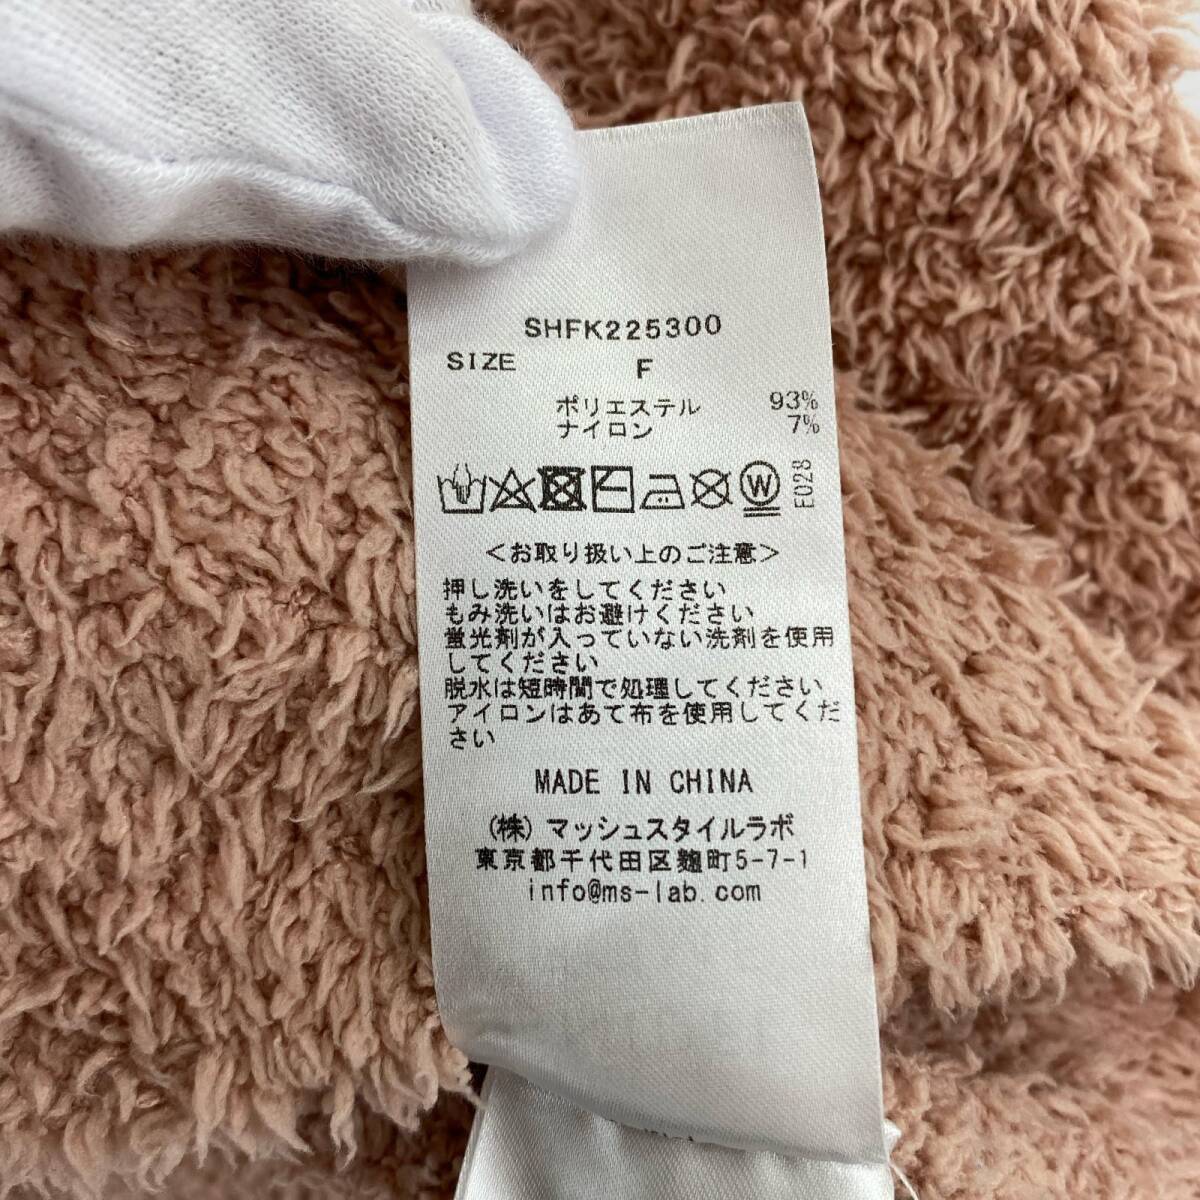 SHFK225300
SIZE F
ポリエステル 93%
ナイロン 7%
W
E028
<お取り扱い上のご注意>
押し洗いをしてください
もみ洗いはお避けください
蛍光剤が入っていない洗剤を使用
してください
脱水は短時間で処理してください
アイロンはあて布を使用してくだ
さい
MADE IN CHINA
(株)マッシュスタイルラボ
東京都千代田区麹町5-7-1
info@ms-lab.com